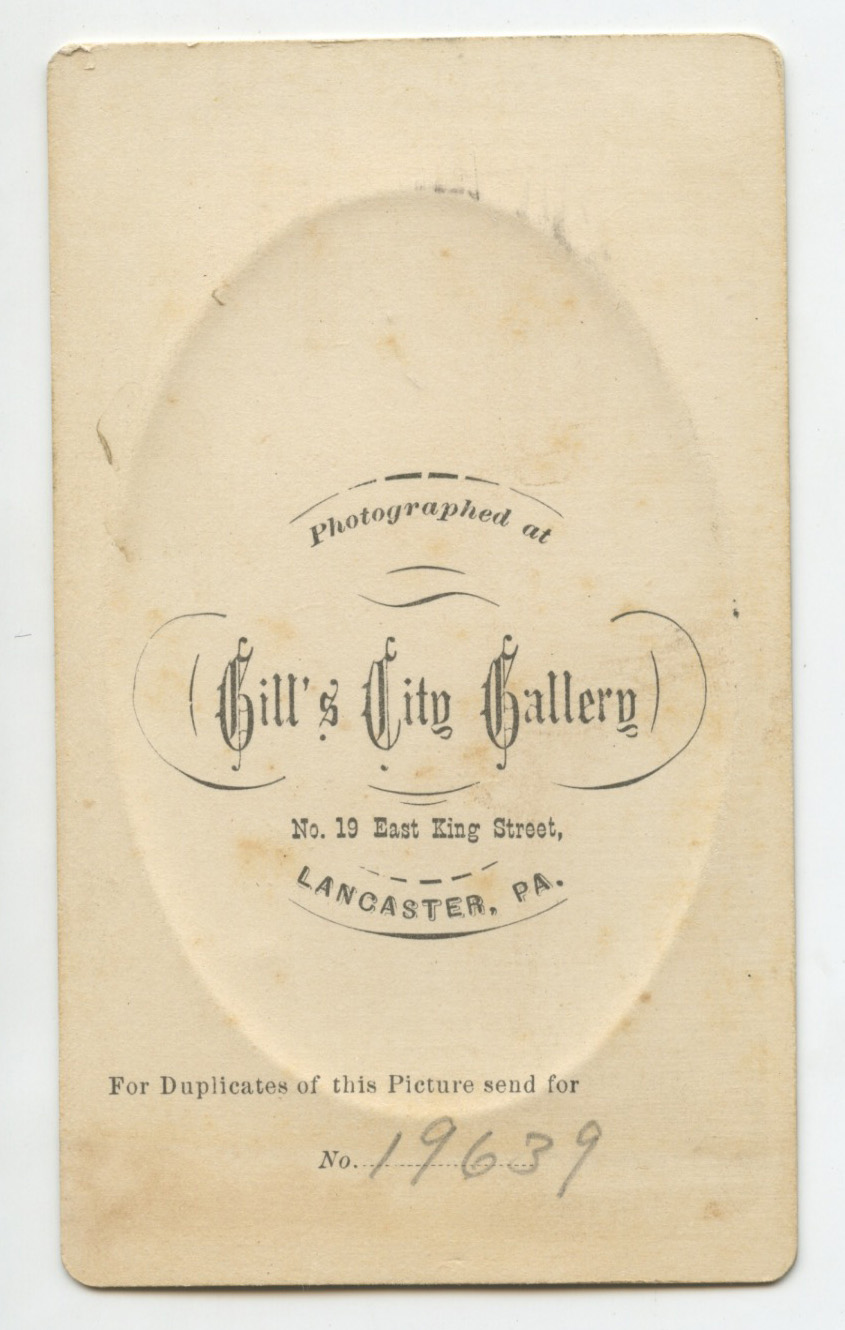 Photographed at
Gill's City Gallery
No. 19 East King Street,
LANCASTER, PA.
For Duplicates of this Picture send for
No. 19639